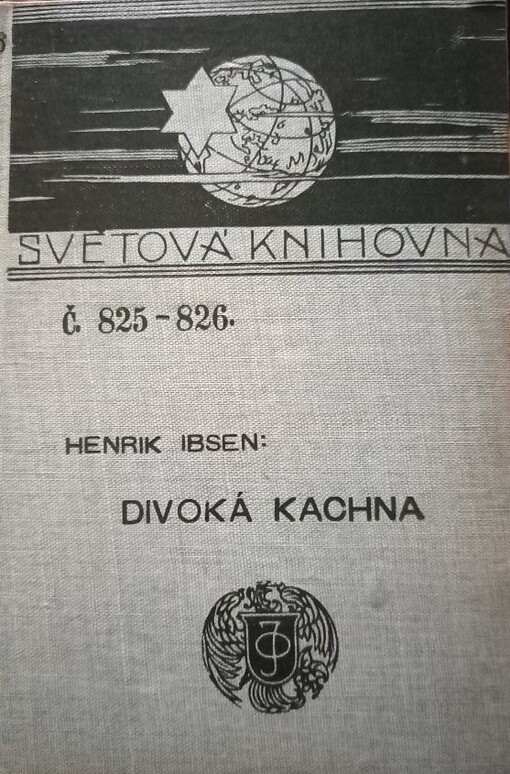 SVĚTOVÁ KNIHOVNA
Č. 825-826.
HENRIK IBSEN:
DIVOKÁ KACHNA